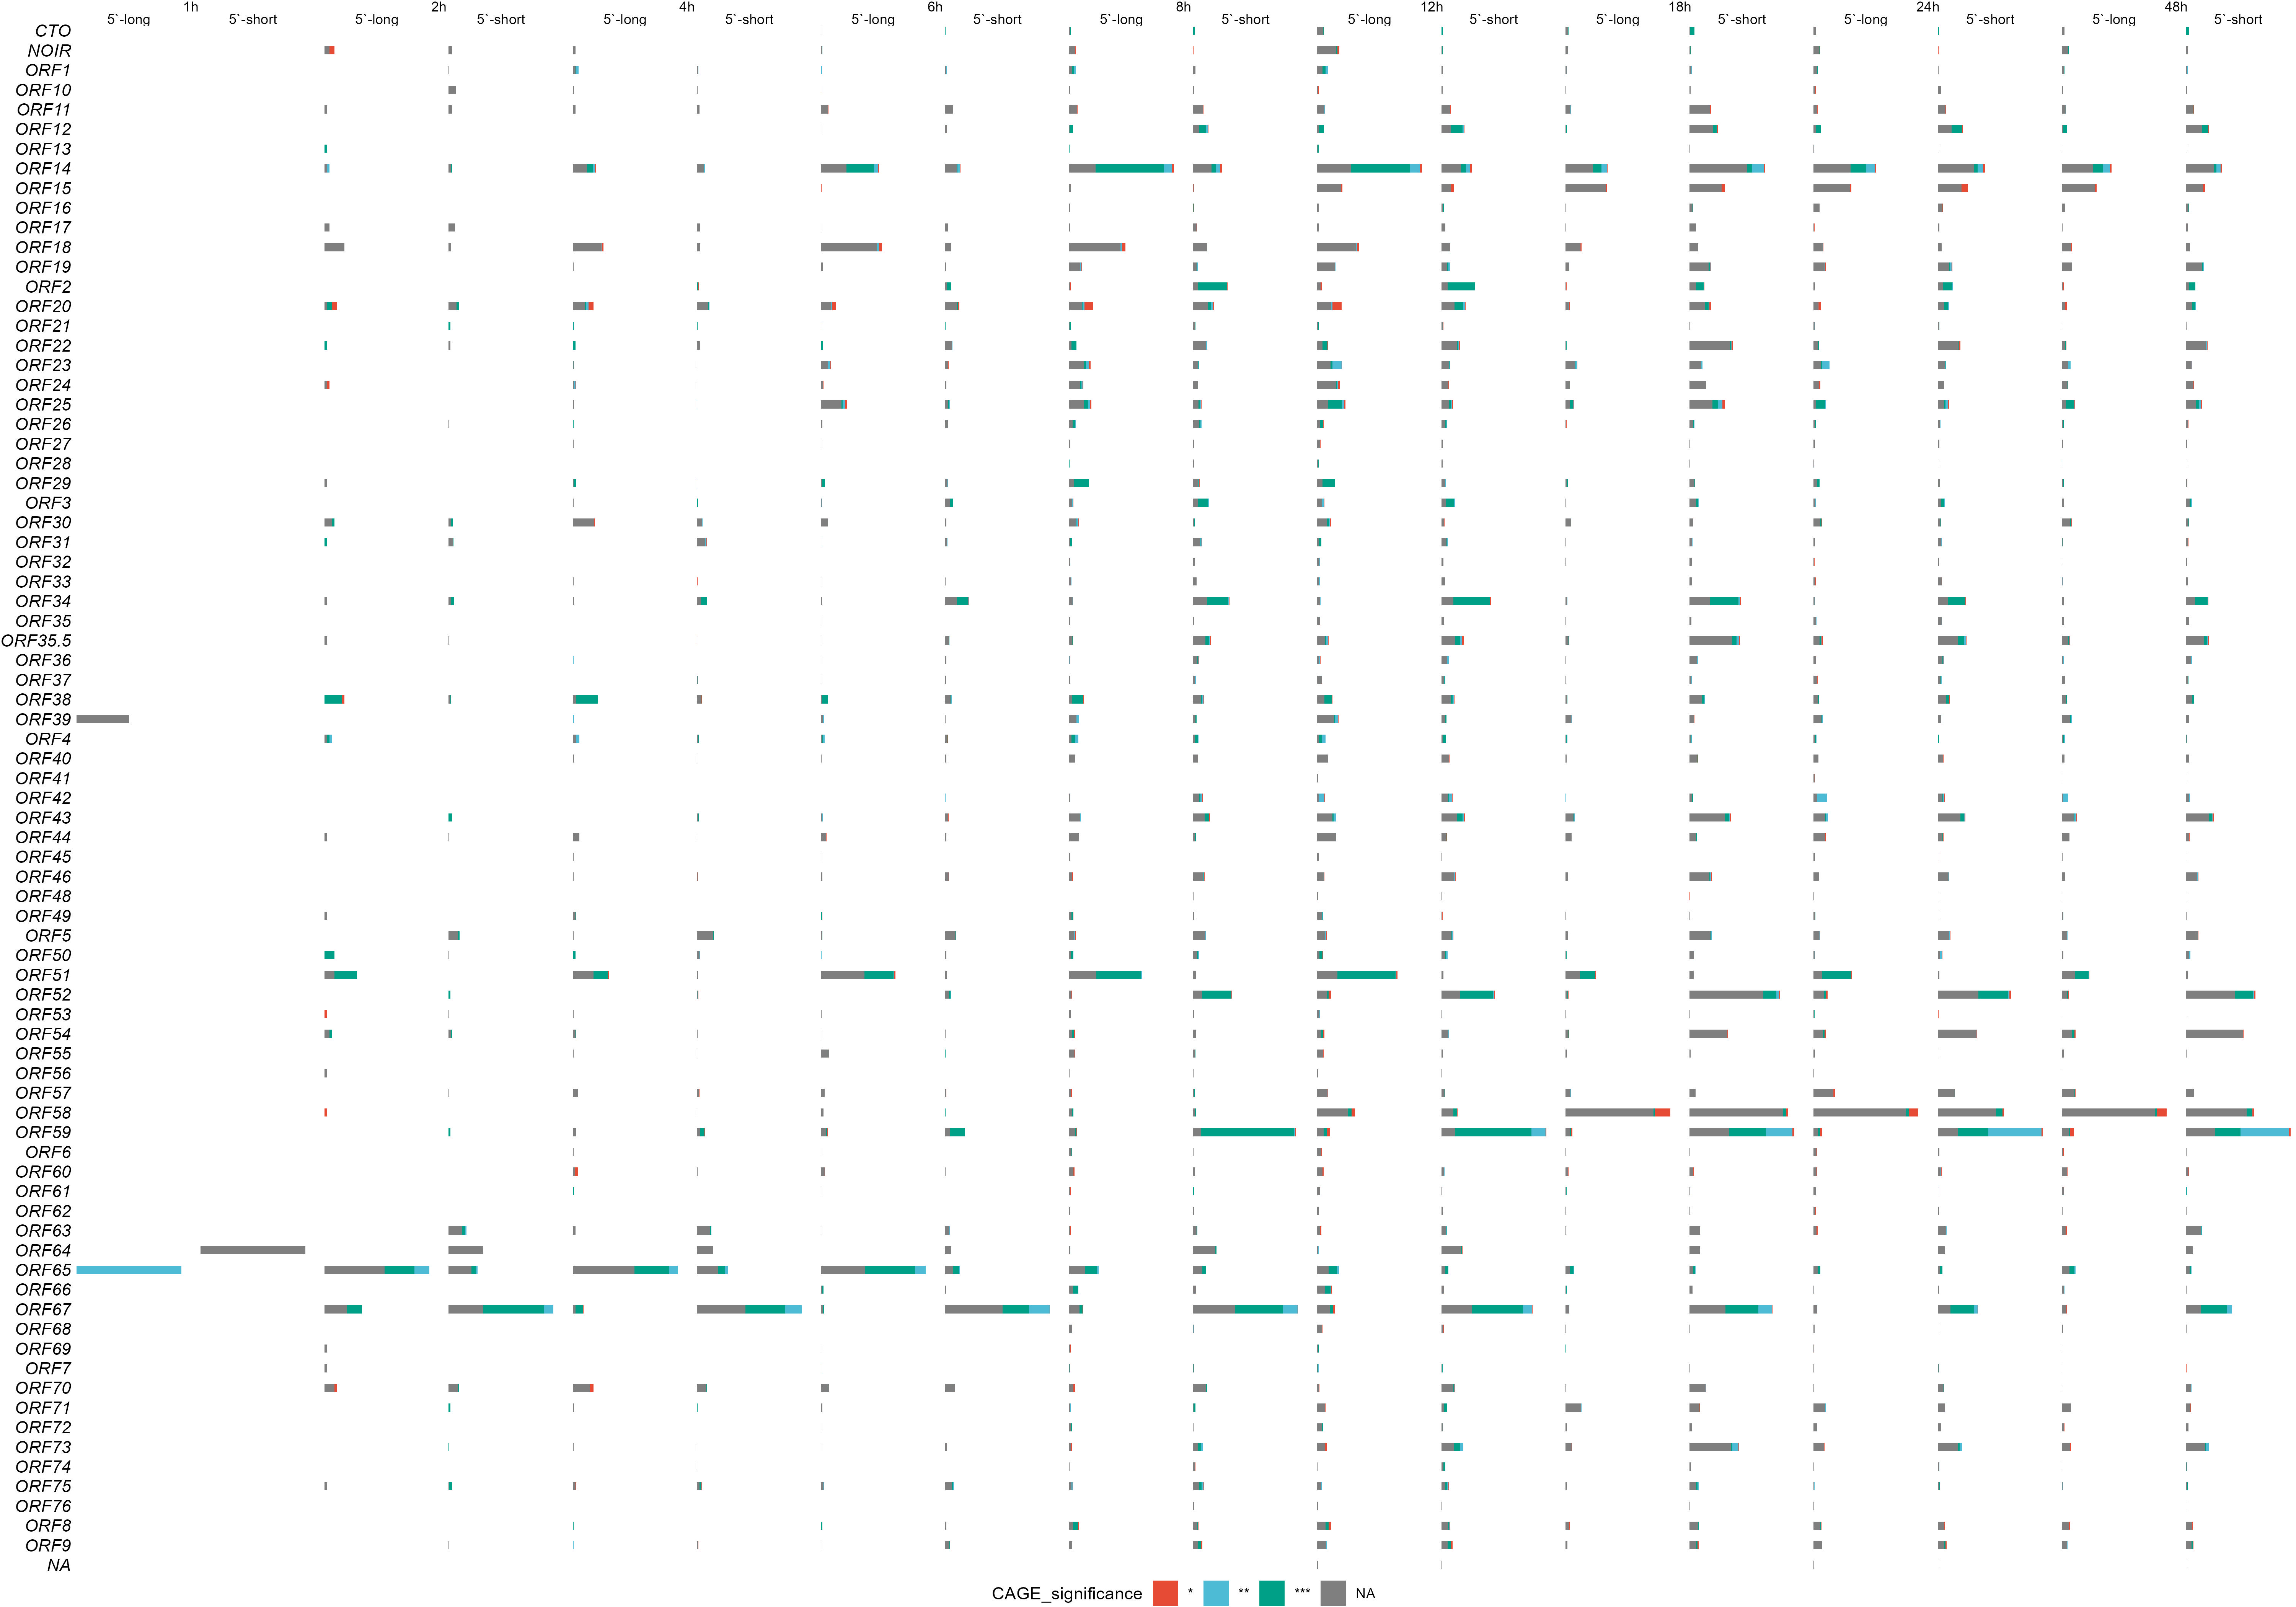 1h 2h 4h 6h 8h 12h 18h 24h 48h
5`-long 5`-short 5`-long 5`-short 5`-long 5`-short 5`-long 5`-short 5`-long 5`-short 5`-long 5`-short 5`-long 5`-short 5`-long 5`-short 5`-long 5`-short
CTO
NOIR
ORF1
ORF10
ORF11
ORF12
ORF13
ORF14
ORF15
ORF16
ORF17
ORF18
ORF19
ORF2
ORF20
ORF21
ORF22
ORF23
ORF24
ORF25
ORF26
ORF27
ORF28
ORF29
ORF3
ORF30
ORF31
ORF32
ORF33
ORF34
ORF35
ORF35.5
ORF36
ORF37
ORF38
ORF39
ORF4
ORF40
ORF41
ORF42
ORF43
ORF44
ORF45
ORF46
ORF48
ORF49
ORF5
ORF50
ORF51
ORF52
ORF53
ORF54
ORF55
ORF56
ORF57
ORF58
ORF59
ORF6
ORF60
ORF61
ORF62
ORF63
ORF64
ORF65
ORF66
ORF67
ORF68
ORF69
ORF7
ORF70
ORF71
ORF72
ORF73
ORF74
ORF75
ORF76
ORF8
ORF9
NA
CAGE_significance * ** *** NA